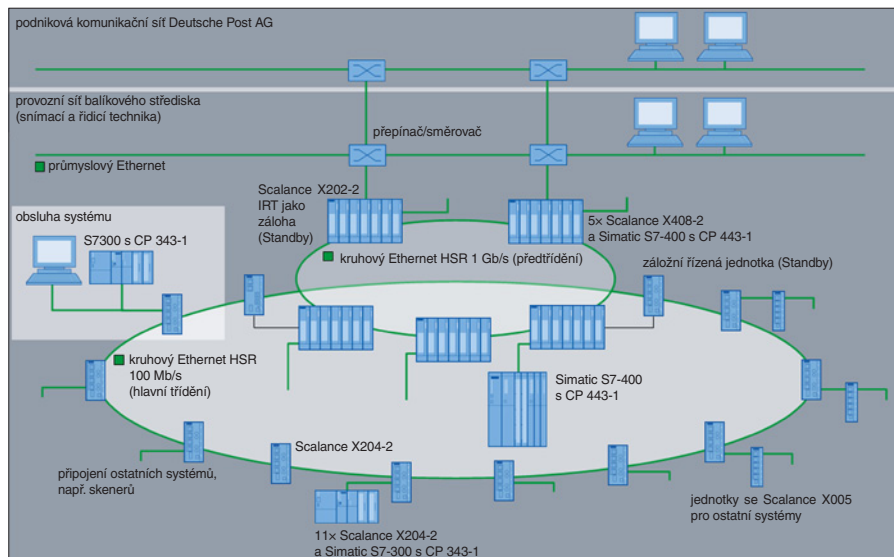 podniková komunikační síť Deutsche Post AG
provozní síť balíkového střediska
(snímací a řidicí technika)
přepínač/směrovač
průmyslový Ethernet
Scalance
X202-2
IRT jako
záloha
(Standby)
5× Scalance X408-2
a Simatic S7-400 s CP 443-1
obsluha systému
S7300 s CP 343-1
kruhový Ethernet HSR 1 Gb/s (předtřídění)
záložní řízená jednotka (Standby)
kruhový Ethernet HSR
100 Mb/s
(hlavní třídění)
Simatic S7-400
s CP 443-1
Scalance X204-2
připojení ostatních systémů,
např. skenerů
jednotky se Scalance X005
pro ostatní systémy
11× Scalance X204-2
a Simatic S7-300 s CP 343-1